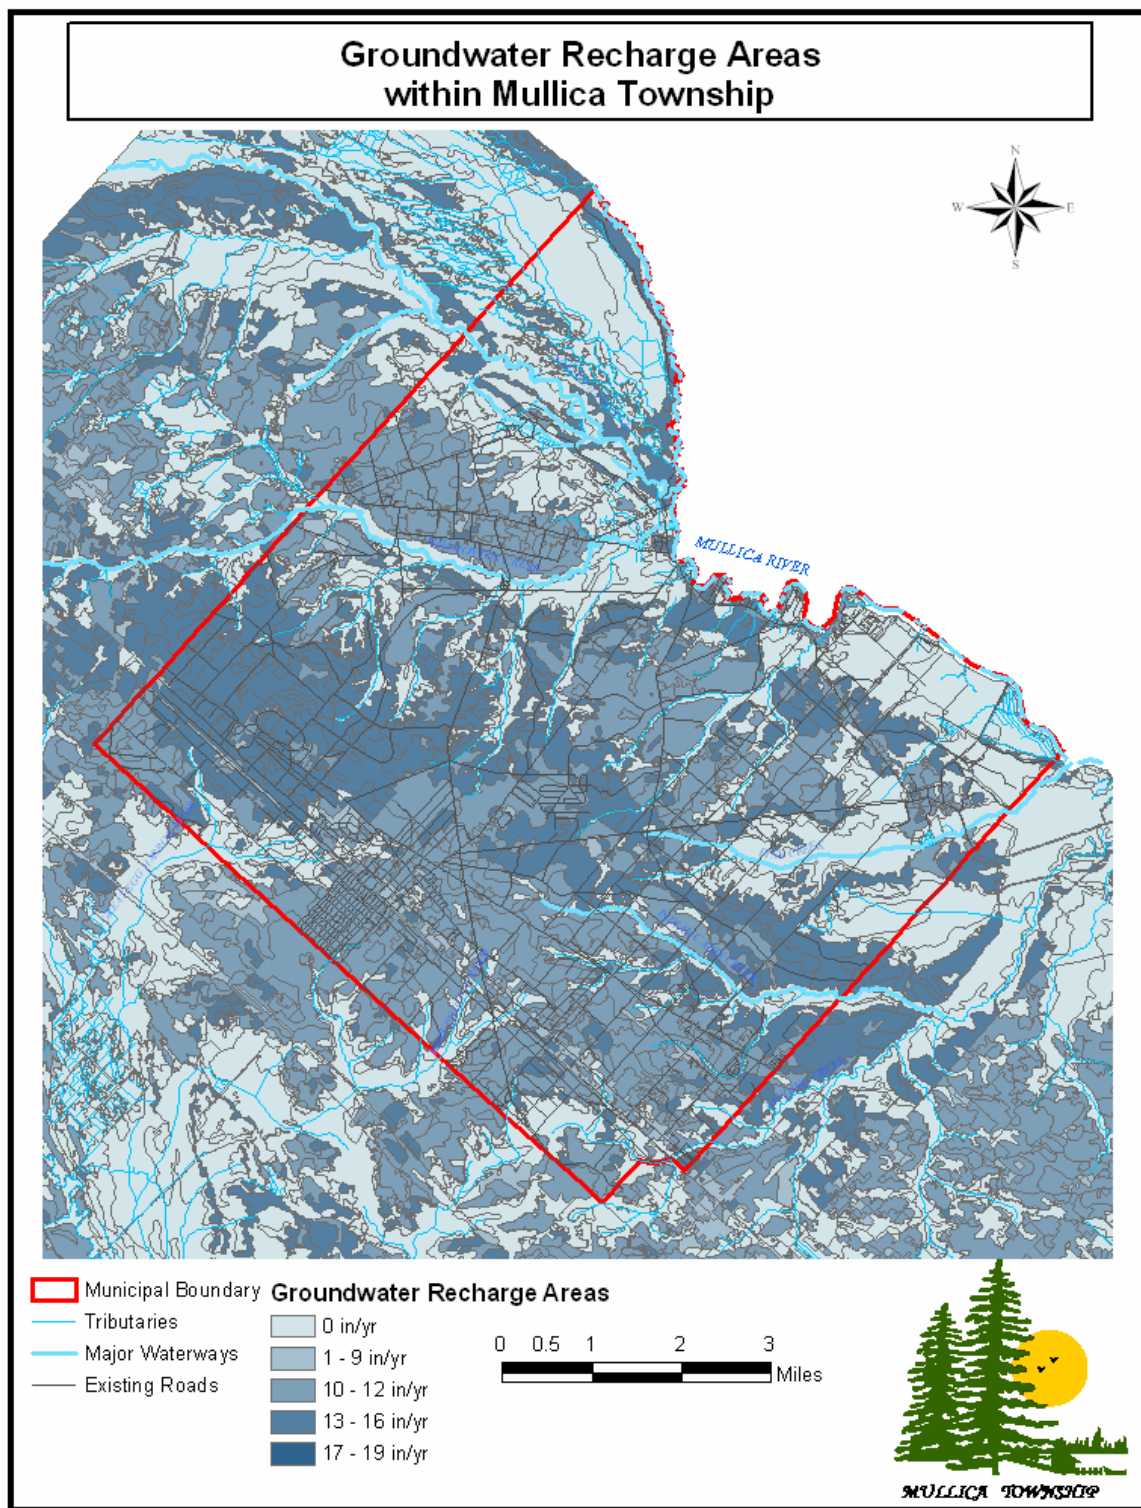 Groundwater Recharge Areas
within Mullica Township
N
W
E
S
MULLICA RIVER
Municipal Boundary
Tributaries
Major Waterways
Existing Roads
Groundwater Recharge Areas
0 in/yr
1 - 9 in/yr
10 - 12 in/yr
13 - 16 in/yr
17 - 19 in/yr
0 0.5 1 2 3
Miles
MULLICA TOWNSHIP